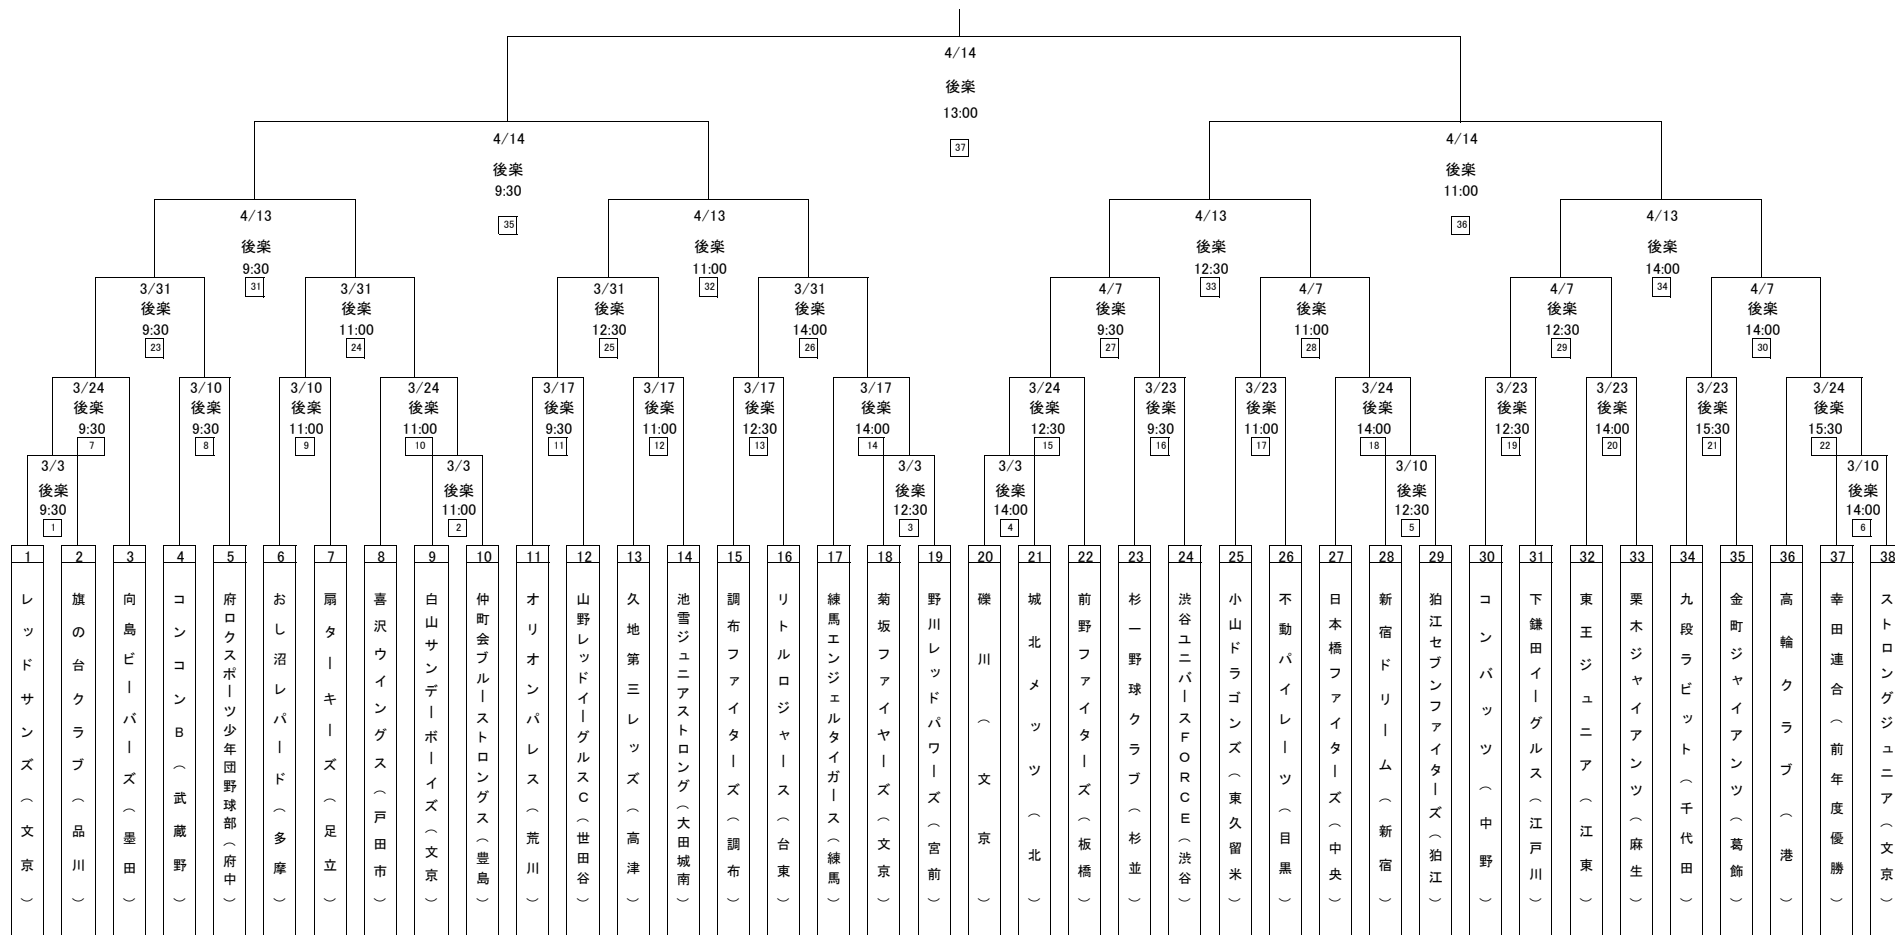 4/14
後楽
13:00
37
4/14
後楽
9:30
35
4/14
後楽
11:00
36
4/13
後楽
9:30
31
4/13
後楽
11:00
32
4/13
後楽
12:30
33
4/13
後楽
14:00
34
3/31
後楽
9:30
23
3/31
後楽
11:00
24
3/31
後楽
12:30
25
3/31
後楽
14:00
26
4/7
後楽
9:30
27
4/7
後楽
11:00
28
4/7
後楽
12:30
29
4/7
後楽
14:00
30
3/24
後楽
9:30
7
3/10
後楽
9:30
8
3/10
後楽
11:00
9
3/24
後楽
11:00
10
3/17
後楽
9:30
11
3/17
後楽
11:00
12
3/17
後楽
12:30
13
3/17
後楽
14:00
14
3/24
後楽
12:30
15
3/23
後楽
9:30
16
3/23
後楽
11:00
17
3/24
後楽
14:00
18
3/23
後楽
12:30
19
3/23
後楽
14:00
20
3/23
後楽
15:30
21
3/24
後楽
15:30
22
3/3
後楽
9:30
1
3/3
後楽
11:00
2
3/3
後楽
12:30
3
3/3
後楽
14:00
4
3/10
後楽
12:30
5
3/10
後楽
14:00
6
1
レッドサンズ(文京)
2
旗の台クラブ(品川)
3
向島ビーバーズ(墨田)
4
コンコンB(武蔵野)
5
府ロクスポーツ少年団野球部(府中)
6
おし沼レパード(多摩)
7
扇ターキーズ(足立)
8
喜沢ウイングス(戸田市)
9
白山サンデーボーイズ(文京)
10
仲町会ブルーストロングス(豊島)
11
オリオンパレス(荒川)
12
山野レッドイーグルスC(世田谷)
13
久地第三レッズ(高津)
14
池雪ジュニアストロング(大田城南)
15
調布ファイターズ(調布)
16
リトルロジャース(台東)
17
練馬エンジェルタイガース(練馬)
18
菊坂ファイヤーズ(文京)
19
野川レッドパワーズ(宮前)
20
礫川(文京)
21
城北メッツ(北)
22
前野ファイターズ(板橋)
23
杉一野球クラブ(杉並)
24
渋谷ユニバースFORCE(渋谷)
25
小山ドラゴンズ(東久留米)
26
不動パイレーツ(目黒)
27
日本橋ファイターズ(中央)
28
新宿ドリーム(新宿)
29
狛江セブンファイターズ(狛江)
30
コンバッツ(中野)
31
下鎌田イーグルス(江戸川)
32
東王ジュニア(江東)
33
栗木ジャイアンツ(麻生)
34
九段ラビット(千代田)
35
金町ジャイアンツ(葛飾)
36
高輪クラブ(港)
37
幸田連合(前年度優勝)
38
ストロングジュニア(文京)